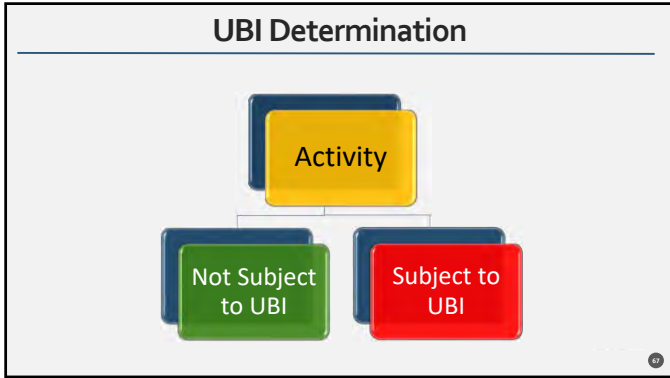 UBI Determination
Activity
Not Subject
to UBI
Subject to
UBI
67